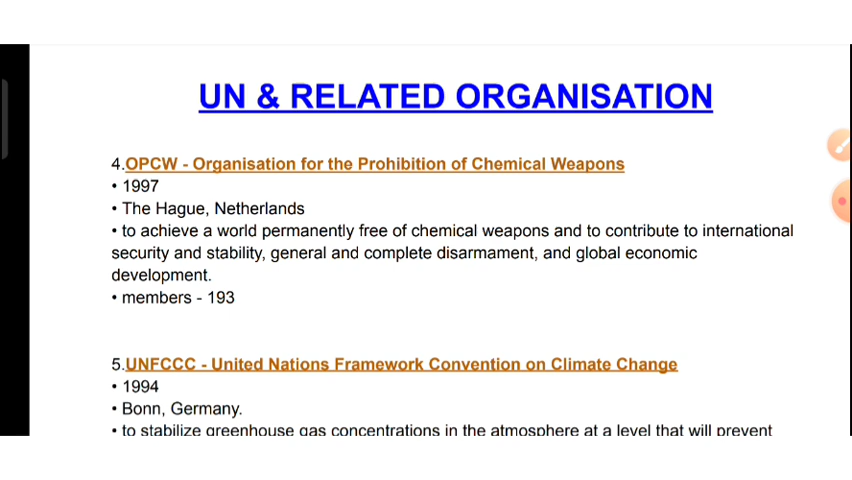 UN & RELATED ORGANISATION
4.OPCW - Organisation for the Prohibition of Chemical Weapons
• 1997
• The Hague, Netherlands
• to achieve a world permanently free of chemical weapons and to contribute to international
security and stability, general and complete disarmament, and global economic
development.
• members - 193
5.UNFCCC - United Nations Framework Convention on Climate Change
• 1994
• Bonn, Germany.
• to stabilize greenhouse gas concentrations in the atmosphere at a level that will prevent